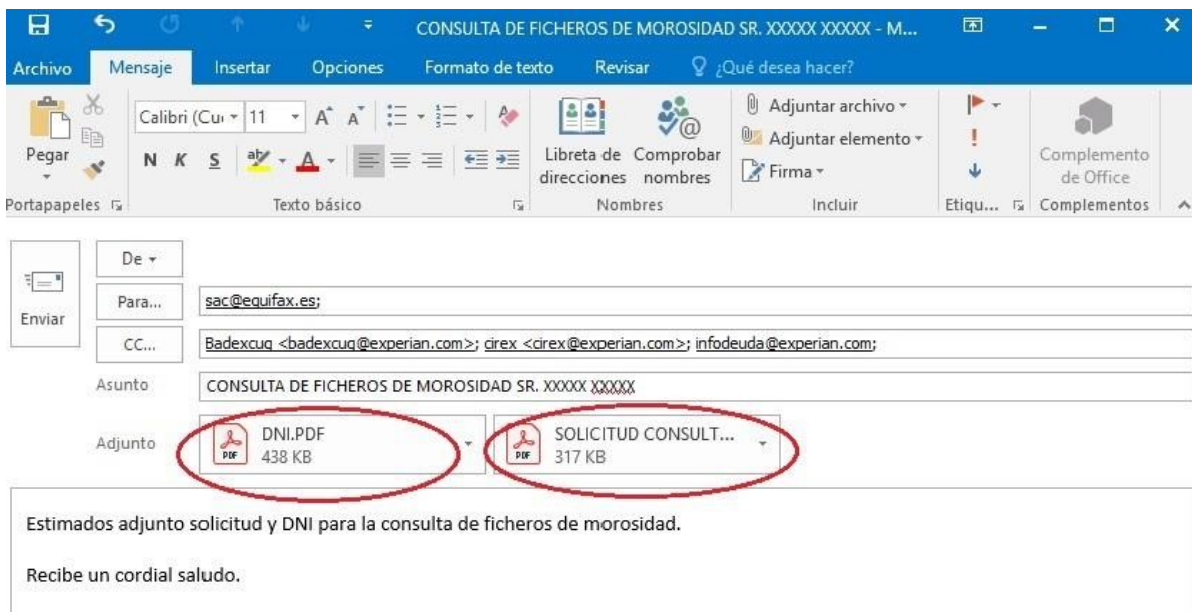 CONSULTA DE FICHEROS DE MOROSIDAD SR. XXXXX XXXXX - M...
Archivo Mensaje Insertar Opciones Formato de texto Revisar ¿Qué desea hacer?
Calibri (Cu 11
Adjuntar archivo
Adjuntar elemento
Firma
Pegar
N K S
Libreta de direcciones
Comprobar nombres
Complemento de Office
Portapapeles Texto básico Nombres Incluir Etiqu... Complementos
De
Enviar
Para... sac@equifax.es;
CC... Badexcug <badexcug@experian.com>; cirex <cirex@experian.com>; infodeuda@experian.com;
Asunto CONSULTA DE FICHEROS DE MOROSIDAD SR. XXXXX XXXXX
Adjunto
PDF DNI.PDF
438 KB
PDF SOLICITUD CONSULT...
317 KB
Estimados adjunto solicitud y DNI para la consulta de ficheros de morosidad.
Recibe un cordial saludo.